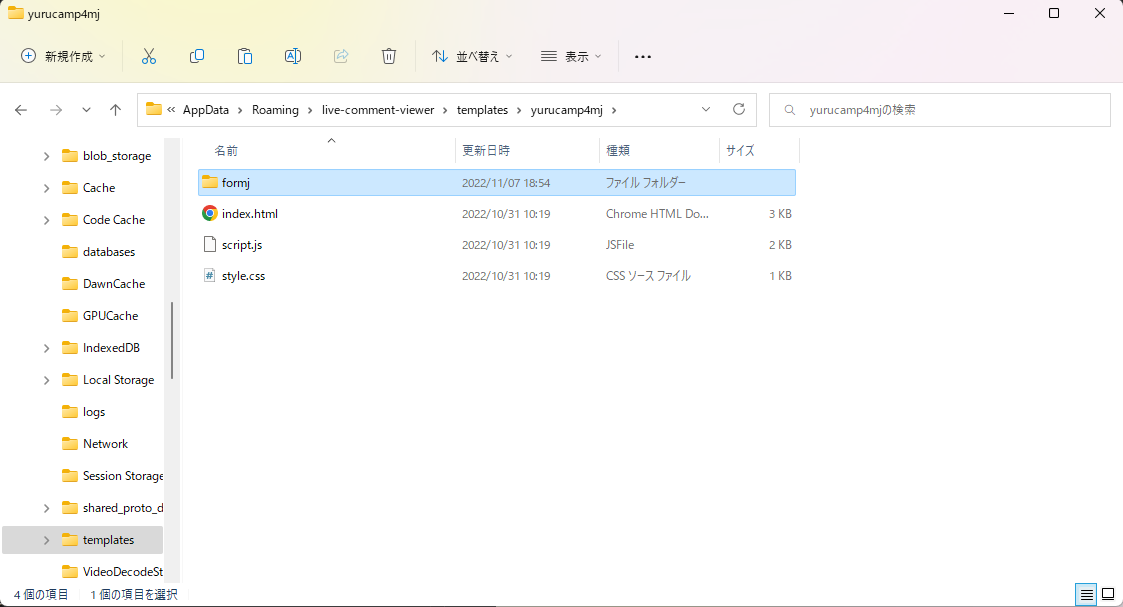 yurucamp4mj
新規作成
並べ替え
表示
« AppData > Roaming > live-comment-viewer > templates > yurucamp4mj >
yurucamp4mjの検索
blob_storage
Cache
Code Cache
databases
DawnCache
GPUCache
IndexedDB
Local Storage
logs
Network
Session Storage
shared_proto_d
templates
VideoDecodeSt
名前 更新日時 種類 サイズ
formj 2022/11/07 18:54 ファイル フォルダー
index.html 2022/10/31 10:19 Chrome HTML Do... 3 KB
script.js 2022/10/31 10:19 JSFile 2 KB
style.css 2022/10/31 10:19 CSS ソース ファイル 1 KB
4 個の項目 1 個の項目を選択